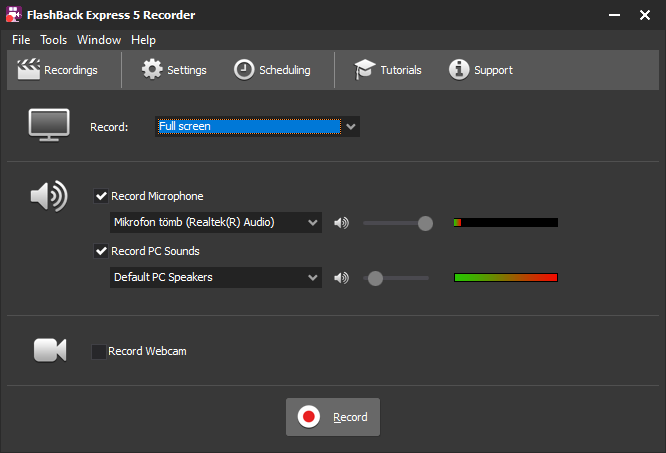 FlashBack Express 5 Recorder
File Tools Window Help
Recordings Settings Scheduling Tutorials Support
Record: Full screen
Record Microphone
Mikrofon tömb (Realtek(R) Audio)
Record PC Sounds
Default PC Speakers
Record Webcam
Record